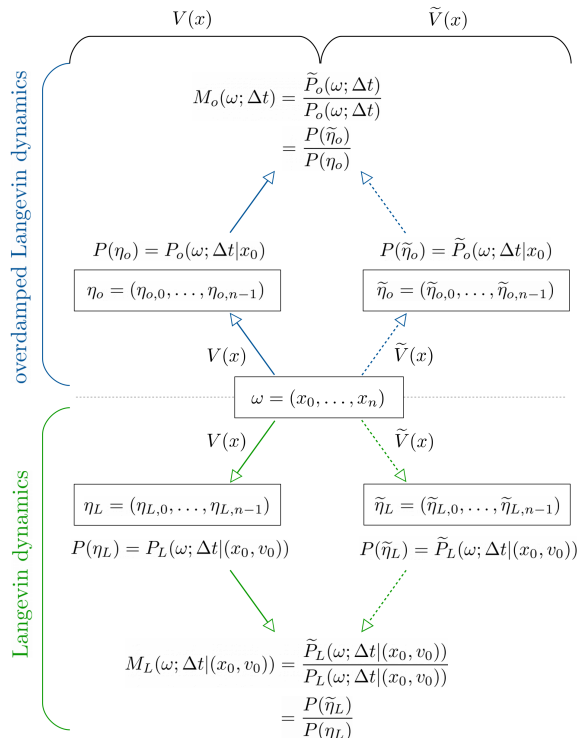 V(x) Ṽ(x)
overdamped Langevin dynamics
M_o(ω; Δt) = P̃_o(ω; Δt) / P_o(ω; Δt)
= P(η̃_o) / P(η_o)
P(η_o) = P_o(ω; Δt|x_0) P(η̃_o) = P̃_o(ω; Δt|x_0)
η_o = (η_{o,0}, . . . , η_{o,n−1}) η̃_o = (η̃_{o,0}, . . . , η̃_{o,n−1})
V(x) Ṽ(x)
ω = (x_0, . . . , x_n)
Langevin dynamics
V(x) Ṽ(x)
η_L = (η_{L,0}, . . . , η_{L,n−1}) η̃_L = (η̃_{L,0}, . . . , η̃_{L,n−1})
P(η_L) = P_L(ω; Δt|(x_0, v_0)) P(η̃_L) = P̃_L(ω; Δt|(x_0, v_0))
M_L(ω; Δt|(x_0, v_0)) = P̃_L(ω; Δt|(x_0, v_0)) / P_L(ω; Δt|(x_0, v_0))
= P(η̃_L) / P(η_L)